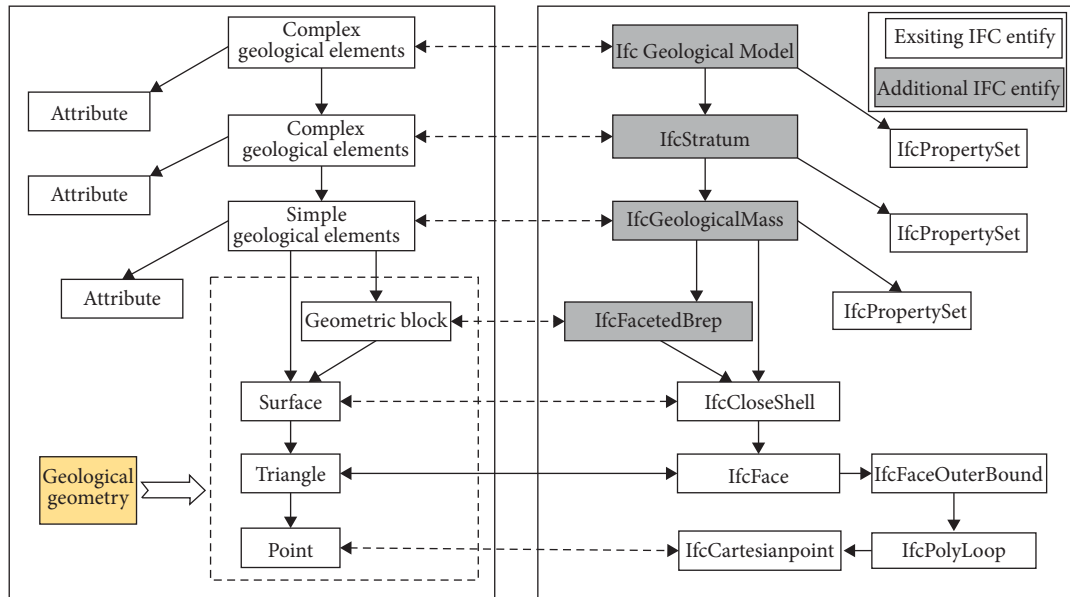 Complex
geological elements
Attribute
Complex
geological elements
Attribute
Simple
geological elements
Attribute
Geometric block
Surface
Geological
geometry
Triangle
Point
Ifc Geological Model
Exsiting IFC entify
Additional IFC entify
IfcPropertySet
IfcStratum
IfcPropertySet
IfcGeologicalMass
IfcPropertySet
IfcFacetedBrep
IfcCloseShell
IfcFace
IfcFaceOuterBound
IfcCartesianpoint
IfcPolyLoop